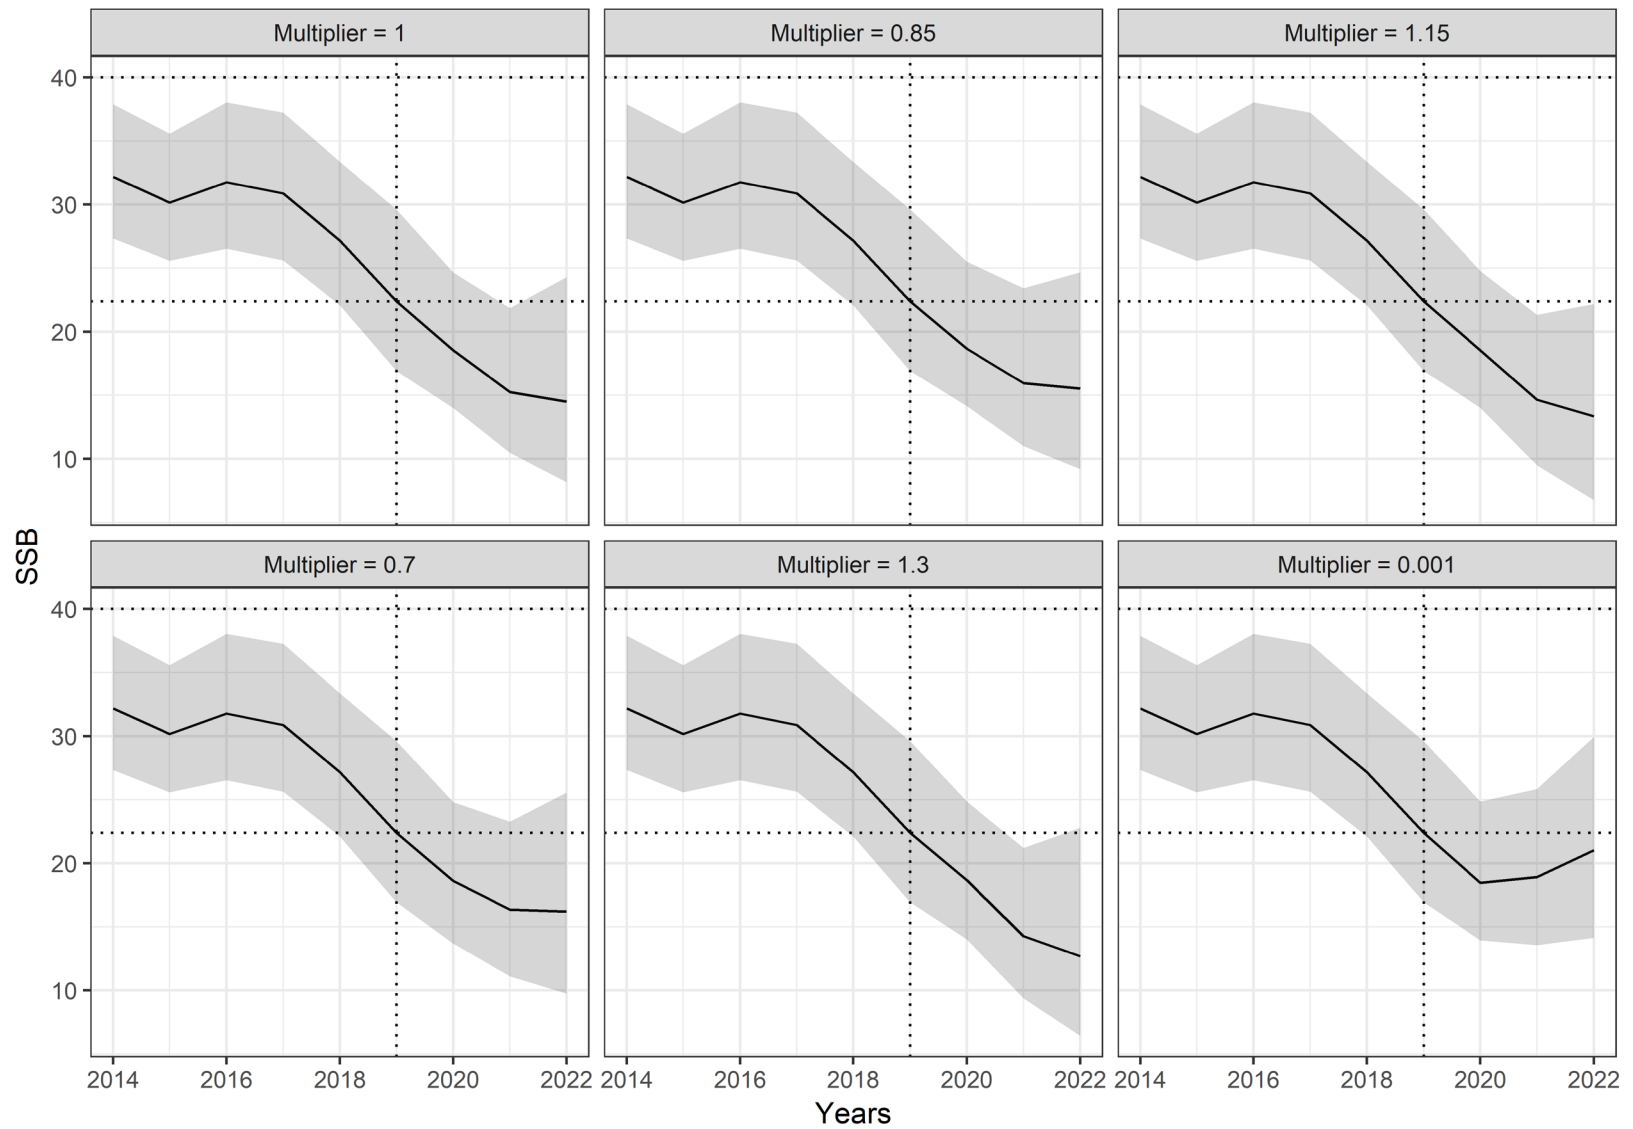 Multiplier = 1
Multiplier = 0.85
Multiplier = 1.15
40
30
20
10
SSB
Multiplier = 0.7
Multiplier = 1.3
Multiplier = 0.001
40
30
20
10
2014 2016 2018 2020 2022 2014 2016 2018 2020 2022 2014 2016 2018 2020 2022
Years